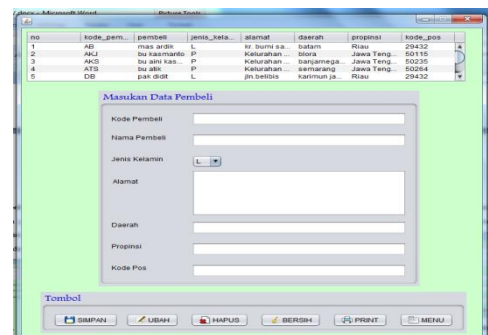 .docx - Microsoft Word Picture Tools
no kode_pem... pembeli jenis_kela... alamat daerah propinsi kode_pos
1 AB mas ardik L kr. bumi sa... batam Riau 29432
2 AKJ bu kasmanto P Kelurahan ... blora Jawa Teng... 50115
3 AKS bu aini kas... P Kelurahan ... banjarnega... Jawa Teng... 50235
4 ATS bu atik P Kelurahan ... semarang Jawa Teng... 50264
5 DB pak didit L jln.belibis karimun ja... Riau 29432
Masukan Data Pembeli
Kode Pembeli
Nama Pembeli
Jenis Kelamin L
Alamat
Daerah
Propinsi
Kode Pos
Tombol
SIMPAN UBAH HAPUS BERSIH PRINT MENU